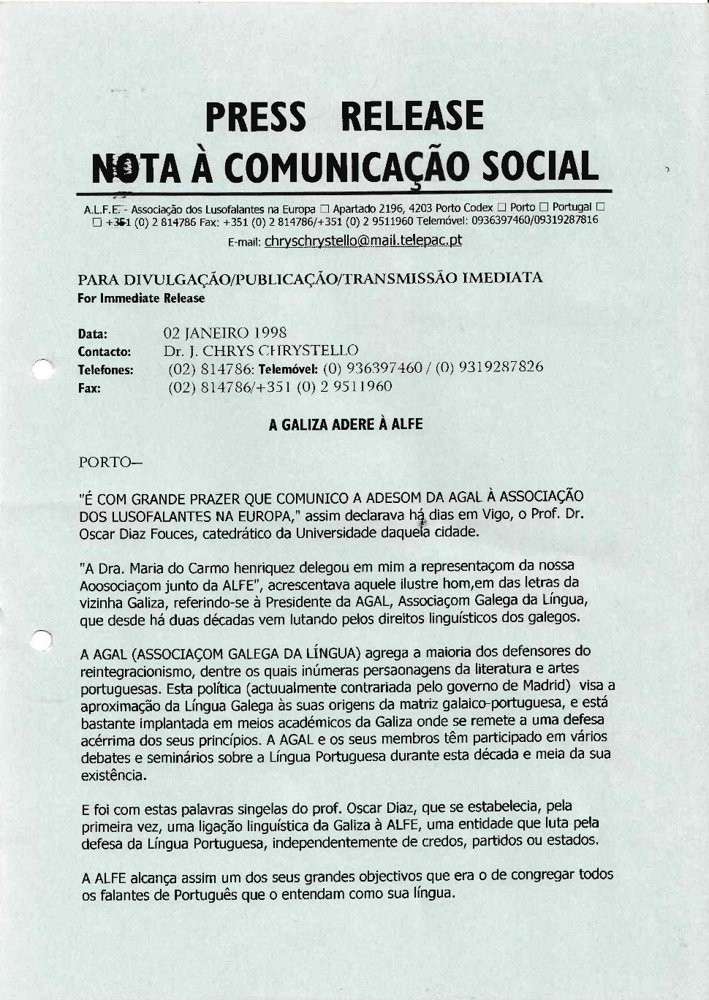 PRESS RELEASE
NOTA À COMUNICAÇÃO SOCIAL
A.L.F.E. - Associação dos Lusofalantes na Europa □ Apartado 2196, 4203 Porto Codex □ Porto □ Portugal □
□ +351 (0) 2 814786 Fax: +351 (0) 2 814786/+351 (0) 2 9511960 Telemóvel: 0936397460/09319287816
E-mail: chryschrystello@mail.telepac.pt
PARA DIVULGAÇÃO/PUBLICAÇÃO/TRANSMISSÃO IMEDIATA
For Immediate Release
Data: 02 JANEIRO 1998
Contacto: Dr. J. CHRYS CHRYSTELLO
Telefones: (02) 814786: Telemóvel: (0) 936397460 / (0) 9319287826
Fax: (02) 814786/+351 (0) 2 9511960
A GALIZA ADERE À ALFE
PORTO—
"É COM GRANDE PRAZER QUE COMUNICO A ADESOM DA AGAL À ASSOCIAÇÃO
DOS LUSOFALANTES NA EUROPA," assim declarava há dias em Vigo, o Prof. Dr.
Oscar Diaz Fouces, catedrático da Universidade daquela cidade.
"A Dra. Maria do Carmo henriquez delegou em mim a representaçom da nossa
Aoosociaçom junto da ALFE", acrescentava aquele ilustre hom,em das letras da
vizinha Galiza, referindo-se à Presidente da AGAL, Associaçom Galega da Língua,
que desde há duas décadas vem lutando pelos direitos linguísticos dos galegos.
A AGAL (ASSOCIAÇOM GALEGA DA LÍNGUA) agrega a maioria dos defensores do
reintegracionismo, dentre os quais inúmeras persaonagens da literatura e artes
portuguesas. Esta política (actuualmente contrariada pelo governo de Madrid) visa a
aproximação da Língua Galega às suas origens da matriz galaico-portuguesa, e está
bastante implantada em meios académicos da Galiza onde se remete a uma defesa
acérrima dos seus princípios. A AGAL e os seus membros têm participado em vários
debates e seminários sobre a Língua Portuguesa durante esta década e meia da sua
existência.
E foi com estas palavras singelas do prof. Oscar Diaz, que se estabelecia, pela
primeira vez, uma ligação linguística da Galiza à ALFE, uma entidade que luta pela
defesa da Língua Portuguesa, independentemente de credos, partidos ou estados.
A ALFE alcança assim um dos seus grandes objectivos que era o de congregar todos
os falantes de Português que o entendam como sua língua.